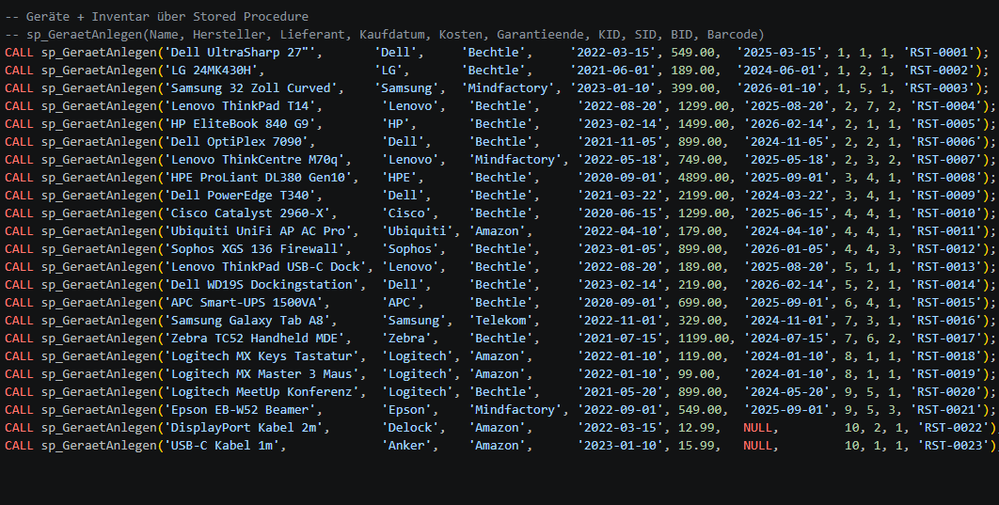 -- Geräte + Inventar über Stored Procedure
-- sp_GeraetAnlegen(Name, Hersteller, Lieferant, Kaufdatum, Kosten, Garantieende, KID, SID, BID, Barcode)
CALL sp_GeraetAnlegen('Dell UltraSharp 27"', 'Dell', 'Bechtle', '2022-03-15', 549.00, '2025-03-15', 1, 1, 1, 'RST-0001');
CALL sp_GeraetAnlegen('LG 24MK430H', 'LG', 'Bechtle', '2021-06-01', 189.00, '2024-06-01', 1, 2, 1, 'RST-0002');
CALL sp_GeraetAnlegen('Samsung 32 Zoll Curved', 'Samsung', 'Mindfactory', '2023-01-10', 399.00, '2026-01-10', 1, 5, 1, 'RST-0003');
CALL sp_GeraetAnlegen('Lenovo ThinkPad T14', 'Lenovo', 'Bechtle', '2022-08-20', 1299.00, '2025-08-20', 2, 7, 2, 'RST-0004');
CALL sp_GeraetAnlegen('HP EliteBook 840 G9', 'HP', 'Bechtle', '2023-02-14', 1499.00, '2026-02-14', 2, 1, 1, 'RST-0005');
CALL sp_GeraetAnlegen('Dell OptiPlex 7090', 'Dell', 'Bechtle', '2021-11-05', 899.00, '2024-11-05', 2, 2, 1, 'RST-0006');
CALL sp_GeraetAnlegen('Lenovo ThinkCentre M70q', 'Lenovo', 'Mindfactory', '2022-05-18', 749.00, '2025-05-18', 2, 3, 2, 'RST-0007');
CALL sp_GeraetAnlegen('HPE ProLiant DL380 Gen10', 'HPE', 'Bechtle', '2020-09-01', 4899.00, '2025-09-01', 3, 4, 1, 'RST-0008');
CALL sp_GeraetAnlegen('Dell PowerEdge T340', 'Dell', 'Bechtle', '2021-03-22', 2199.00, '2024-03-22', 3, 4, 1, 'RST-0009');
CALL sp_GeraetAnlegen('Cisco Catalyst 2960-X', 'Cisco', 'Bechtle', '2020-06-15', 1299.00, '2025-06-15', 4, 4, 1, 'RST-0010');
CALL sp_GeraetAnlegen('Ubiquiti UniFi AP AC Pro', 'Ubiquiti', 'Amazon', '2022-04-10', 179.00, '2024-04-10', 4, 4, 1, 'RST-0011');
CALL sp_GeraetAnlegen('Sophos XGS 136 Firewall', 'Sophos', 'Bechtle', '2023-01-05', 899.00, '2026-01-05', 4, 4, 3, 'RST-0012');
CALL sp_GeraetAnlegen('Lenovo ThinkPad USB-C Dock', 'Lenovo', 'Bechtle', '2022-08-20', 189.00, '2025-08-20', 5, 1, 1, 'RST-0013');
CALL sp_GeraetAnlegen('Dell WD19S Dockingstation', 'Dell', 'Bechtle', '2023-02-14', 219.00, '2026-02-14', 5, 2, 1, 'RST-0014');
CALL sp_GeraetAnlegen('APC Smart-UPS 1500VA', 'APC', 'Bechtle', '2020-09-01', 699.00, '2025-09-01', 6, 4, 1, 'RST-0015');
CALL sp_GeraetAnlegen('Samsung Galaxy Tab A8', 'Samsung', 'Telekom', '2022-11-01', 329.00, '2024-11-01', 7, 3, 1, 'RST-0016');
CALL sp_GeraetAnlegen('Zebra TC52 Handheld MDE', 'Zebra', 'Bechtle', '2021-07-15', 1199.00, '2024-07-15', 7, 6, 2, 'RST-0017');
CALL sp_GeraetAnlegen('Logitech MX Keys Tastatur', 'Logitech', 'Amazon', '2022-01-10', 119.00, '2024-01-10', 8, 1, 1, 'RST-0018');
CALL sp_GeraetAnlegen('Logitech MX Master 3 Maus', 'Logitech', 'Amazon', '2022-01-10', 99.00, '2024-01-10', 8, 1, 1, 'RST-0019');
CALL sp_GeraetAnlegen('Logitech MeetUp Konferenz', 'Logitech', 'Bechtle', '2021-05-20', 899.00, '2024-05-20', 9, 5, 1, 'RST-0020');
CALL sp_GeraetAnlegen('Epson EB-W52 Beamer', 'Epson', 'Mindfactory', '2022-09-01', 549.00, '2025-09-01', 9, 5, 3, 'RST-0021');
CALL sp_GeraetAnlegen('DisplayPort Kabel 2m', 'Delock', 'Amazon', '2022-03-15', 12.99, NULL, 10, 2, 1, 'RST-0022')
CALL sp_GeraetAnlegen('USB-C Kabel 1m', 'Anker', 'Amazon', '2023-01-10', 15.99, NULL, 10, 1, 1, 'RST-0023')